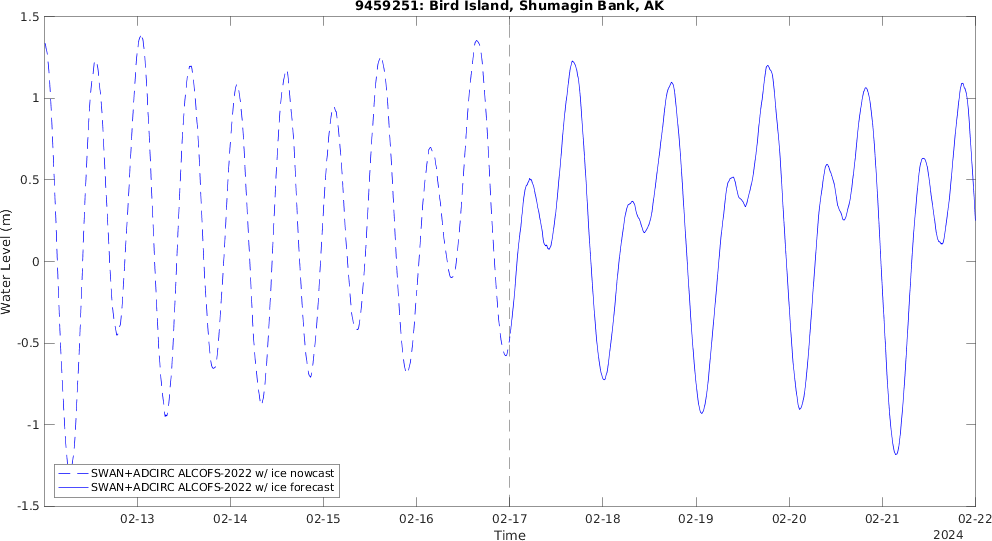 9459251: Bird Island, Shumagin Bank, AK
1.5
1
0.5
0
-0.5
-1
-1.5
Water Level (m)
SWAN+ADCIRC ALCOFS-2022 w/ ice nowcast
SWAN+ADCIRC ALCOFS-2022 w/ ice forecast
02-13 02-14 02-15 02-16 02-17 02-18 02-19 02-20 02-21 02-22
Time
2024